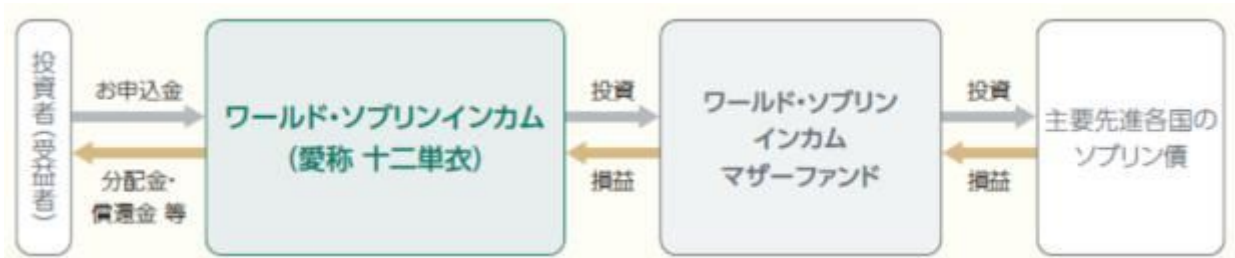 投資者(受益者)
お申込金
分配金・
償還金 等
ワールド・ソブリンインカム
(愛称 十二単衣)
投資
損益
ワールド・ソブリン
インカム
マザーファンド
投資
損益
主要先進各国の
ソブリン債